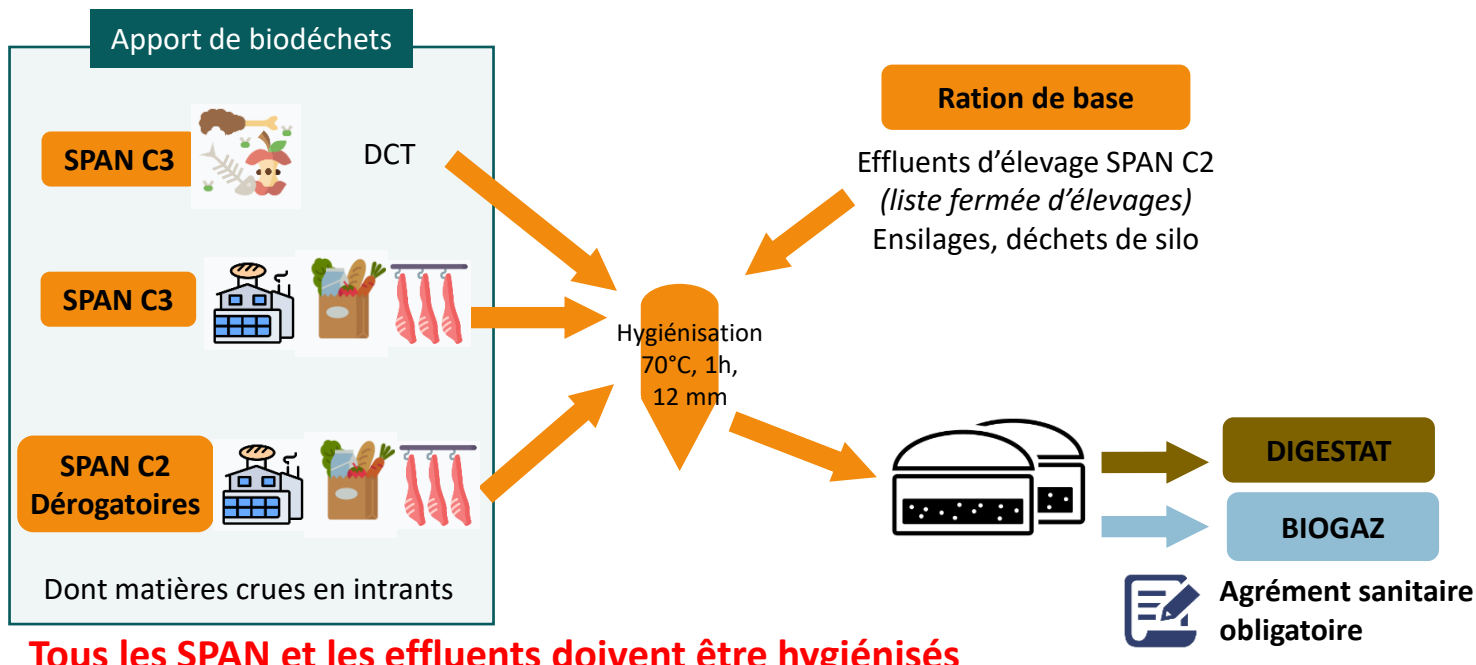 Apport de biodéchets
SPAN C3
DCT
SPAN C3
SPAN C2
Dérogatoires
Dont matières crues en intrants
Ration de base
Effluents d’élevage SPAN C2
(liste fermée d’élevages)
Ensilages, déchets de silo
Hygiénisation
70°C, 1h,
12 mm
DIGESTAT
BIOGAZ
Agrément sanitaire
obligatoire
Tous les SPAN et les effluents doivent être hygiénisés